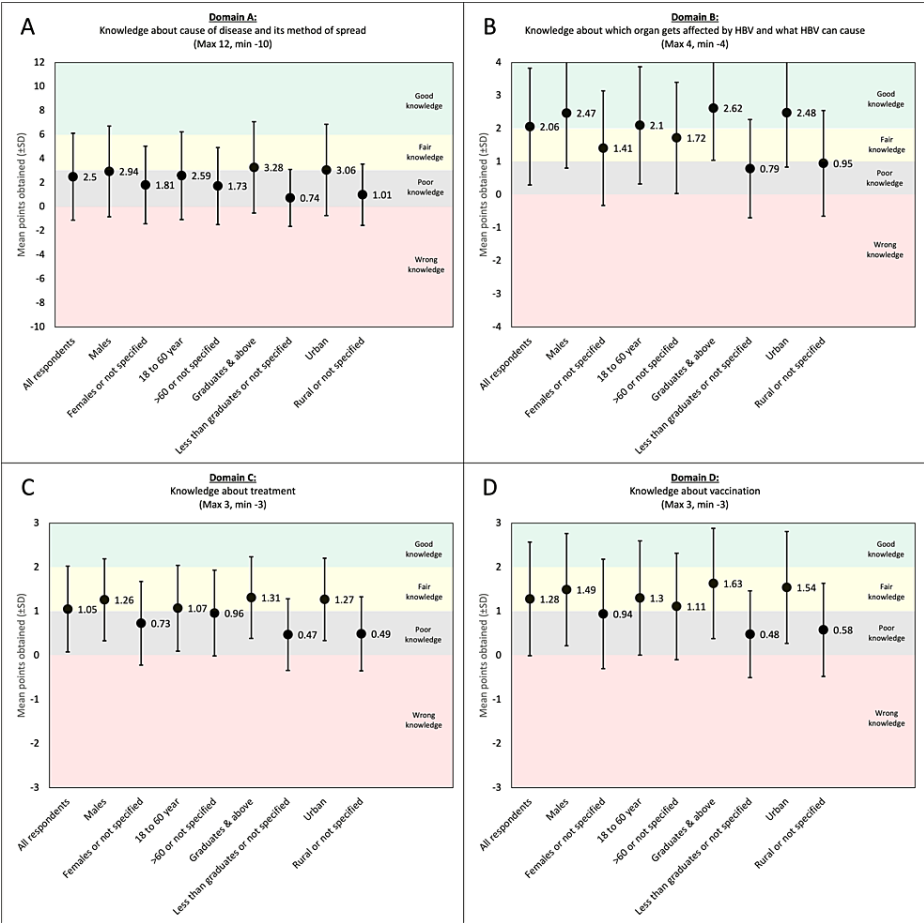 A
Domain A:
Knowledge about cause of disease and its method of spread
(Max 12, min -10)
Mean points obtained (±SD)
12
10
8
6
4
2
0
-2
-4
-6
-8
-10
Good
knowledge
Fair
knowledge
Poor
knowledge
Wrong
knowledge
2.5
2.94
1.81
2.59
1.73
3.28
0.74
3.06
1.01
All respondents
Males
Females or not specified
18 to 60 year
>60 or not specified
Graduates & above
Less than graduates or not specified
Urban
Rural or not specified
B
Domain B:
Knowledge about which organ gets affected by HBV and what HBV can cause
(Max 4, min -4)
Mean points obtained (±SD)
4
3
2
1
0
-1
-2
-3
-4
Good
knowledge
Fair
knowledge
Poor
knowledge
Wrong
knowledge
2.06
2.47
1.41
2.1
1.72
2.62
0.79
2.48
0.95
All respondents
Males
Females or not specified
18 to 60 year
>60 or not specified
Graduates & above
Less than graduates or not specified
Urban
Rural or not specified
C
Domain C:
Knowledge about treatment
(Max 3, min -3)
Mean points obtained (±SD)
3
2
1
0
-1
-2
-3
Good
knowledge
Fair
knowledge
Poor
knowledge
Wrong
knowledge
1.05
1.26
0.73
1.07
0.96
1.31
0.47
1.27
0.49
All respondents
Males
Females or not specified
18 to 60 year
>60 or not specified
Graduates & above
Less than graduates or not specified
Urban
Rural or not specified
D
Domain D:
Knowledge about vaccination
(Max 3, min -3)
Mean points obtained (±SD)
3
2
1
0
-1
-2
-3
Good
knowledge
Fair
knowledge
Poor
knowledge
Wrong
knowledge
1.28
1.49
0.94
1.3
1.11
1.63
0.48
1.54
0.58
All respondents
Males
Females or not specified
18 to 60 year
>60 or not specified
Graduates & above
Less than graduates or not specified
Urban
Rural or not specified